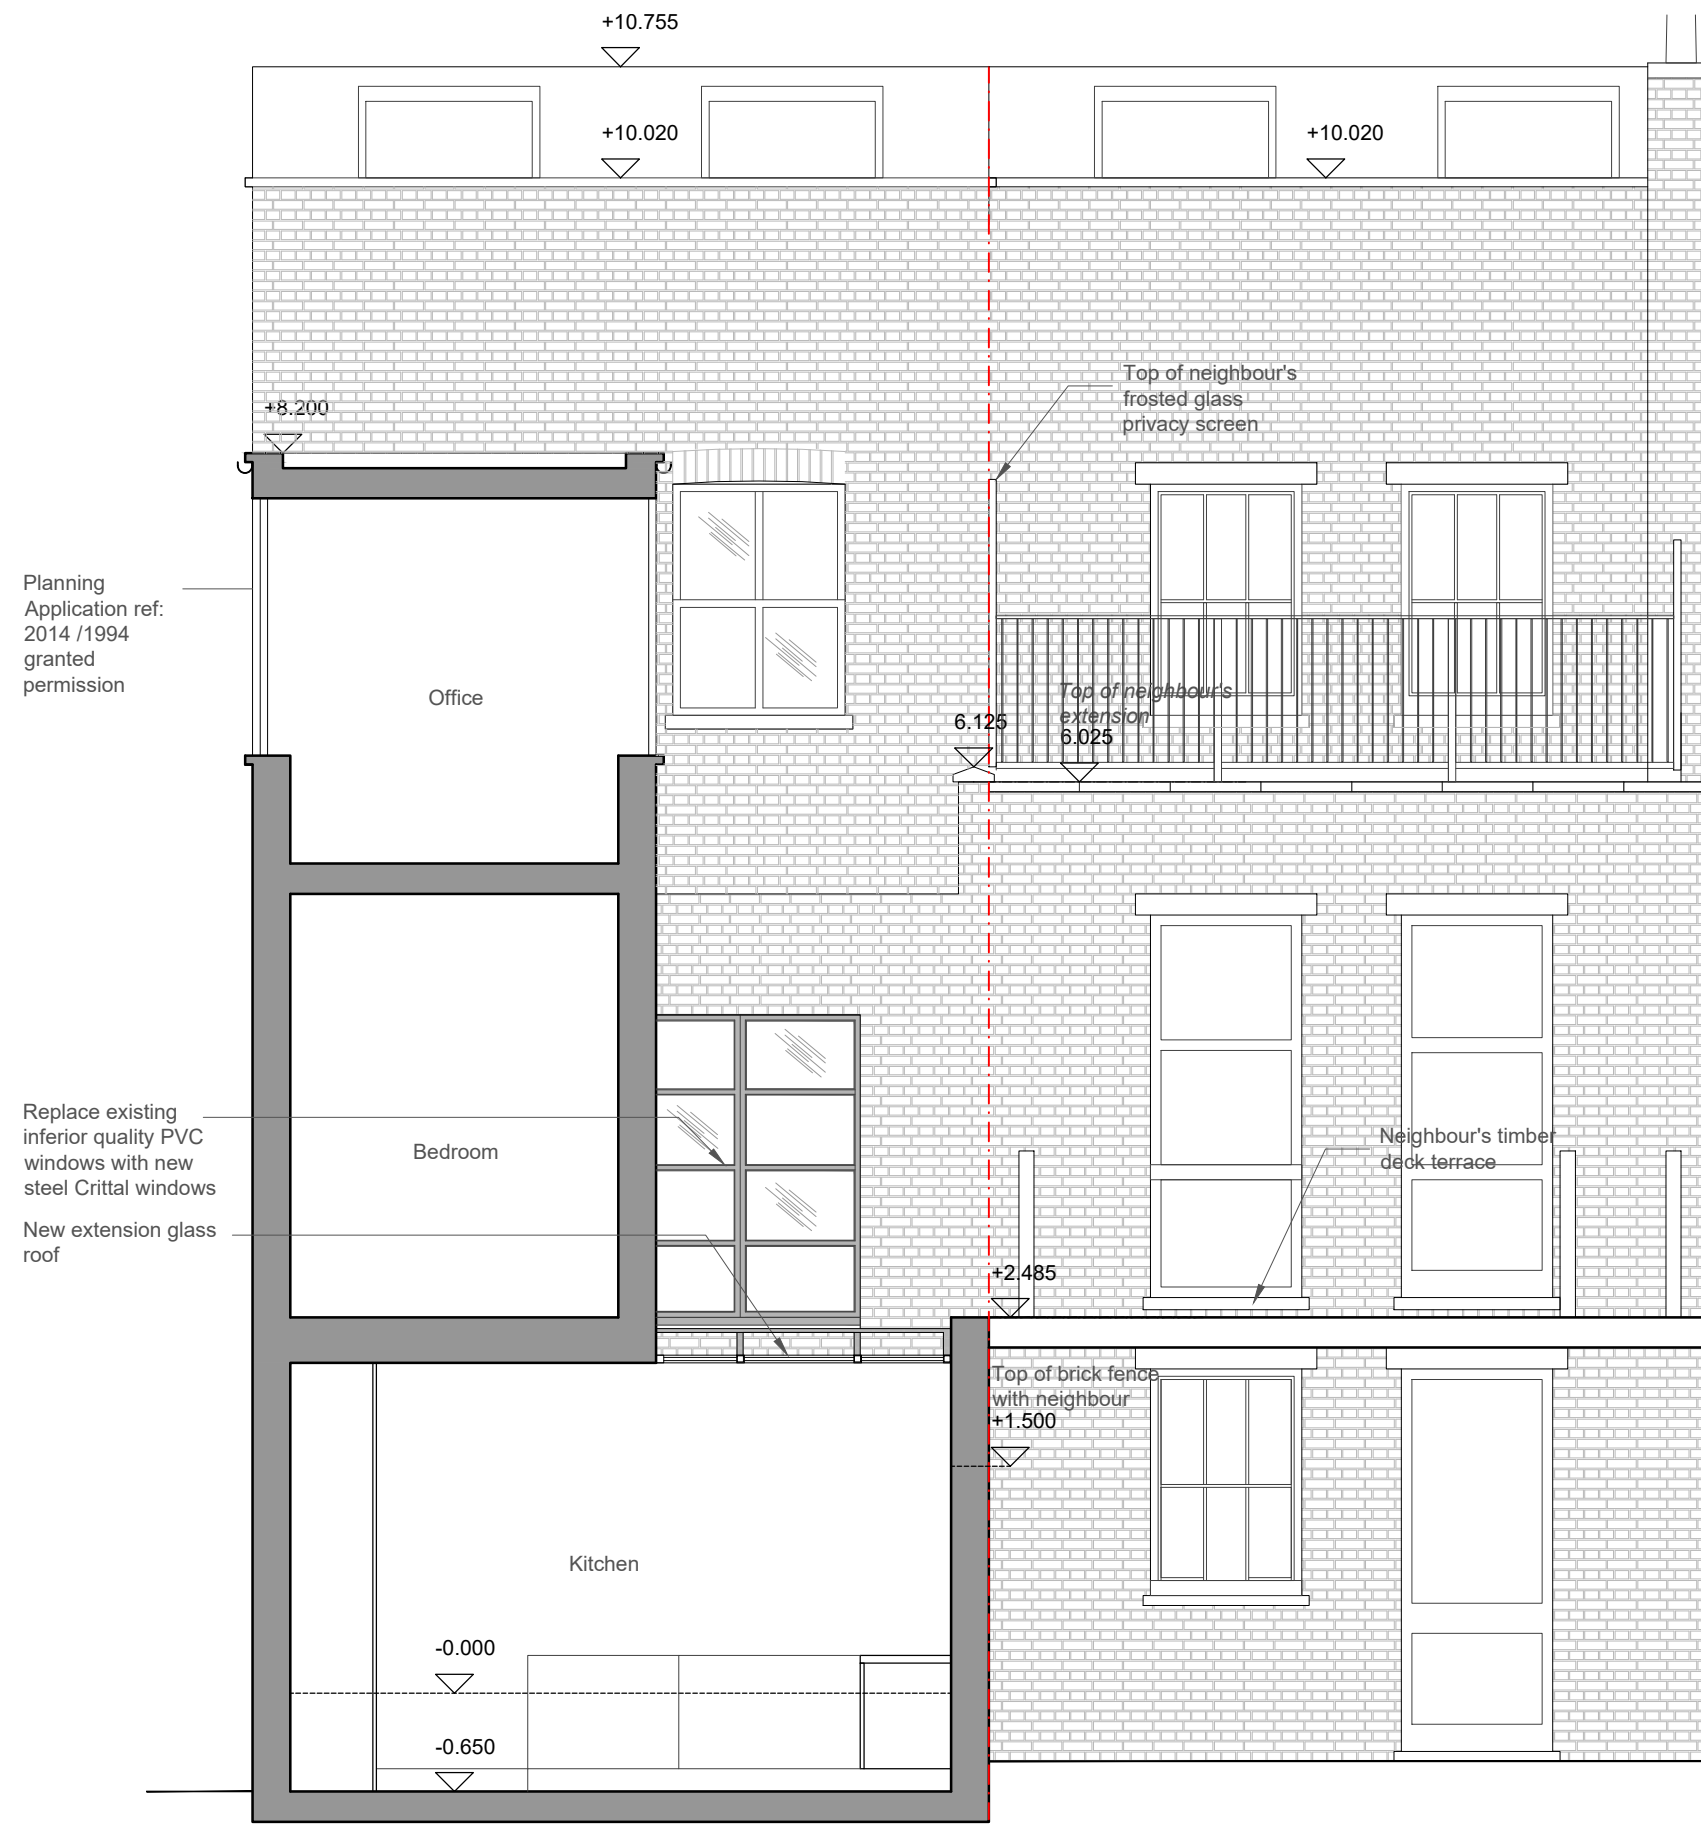 +10.755
+10.020
+10.020
Top of neighbour's
frosted glass
privacy screen
+8.200
Planning
Application ref:
2014 /1994
granted
permission
Office
Top of neighbour's
extension
6.125
6.025
Replace existing
inferior quality PVC
windows with new
steel Crittal windows
Bedroom
Neighbour's timber
deck terrace
New extension glass
roof
+2.485
Top of brick fence
with neighbour
+1.500
Kitchen
-0.000
-0.650